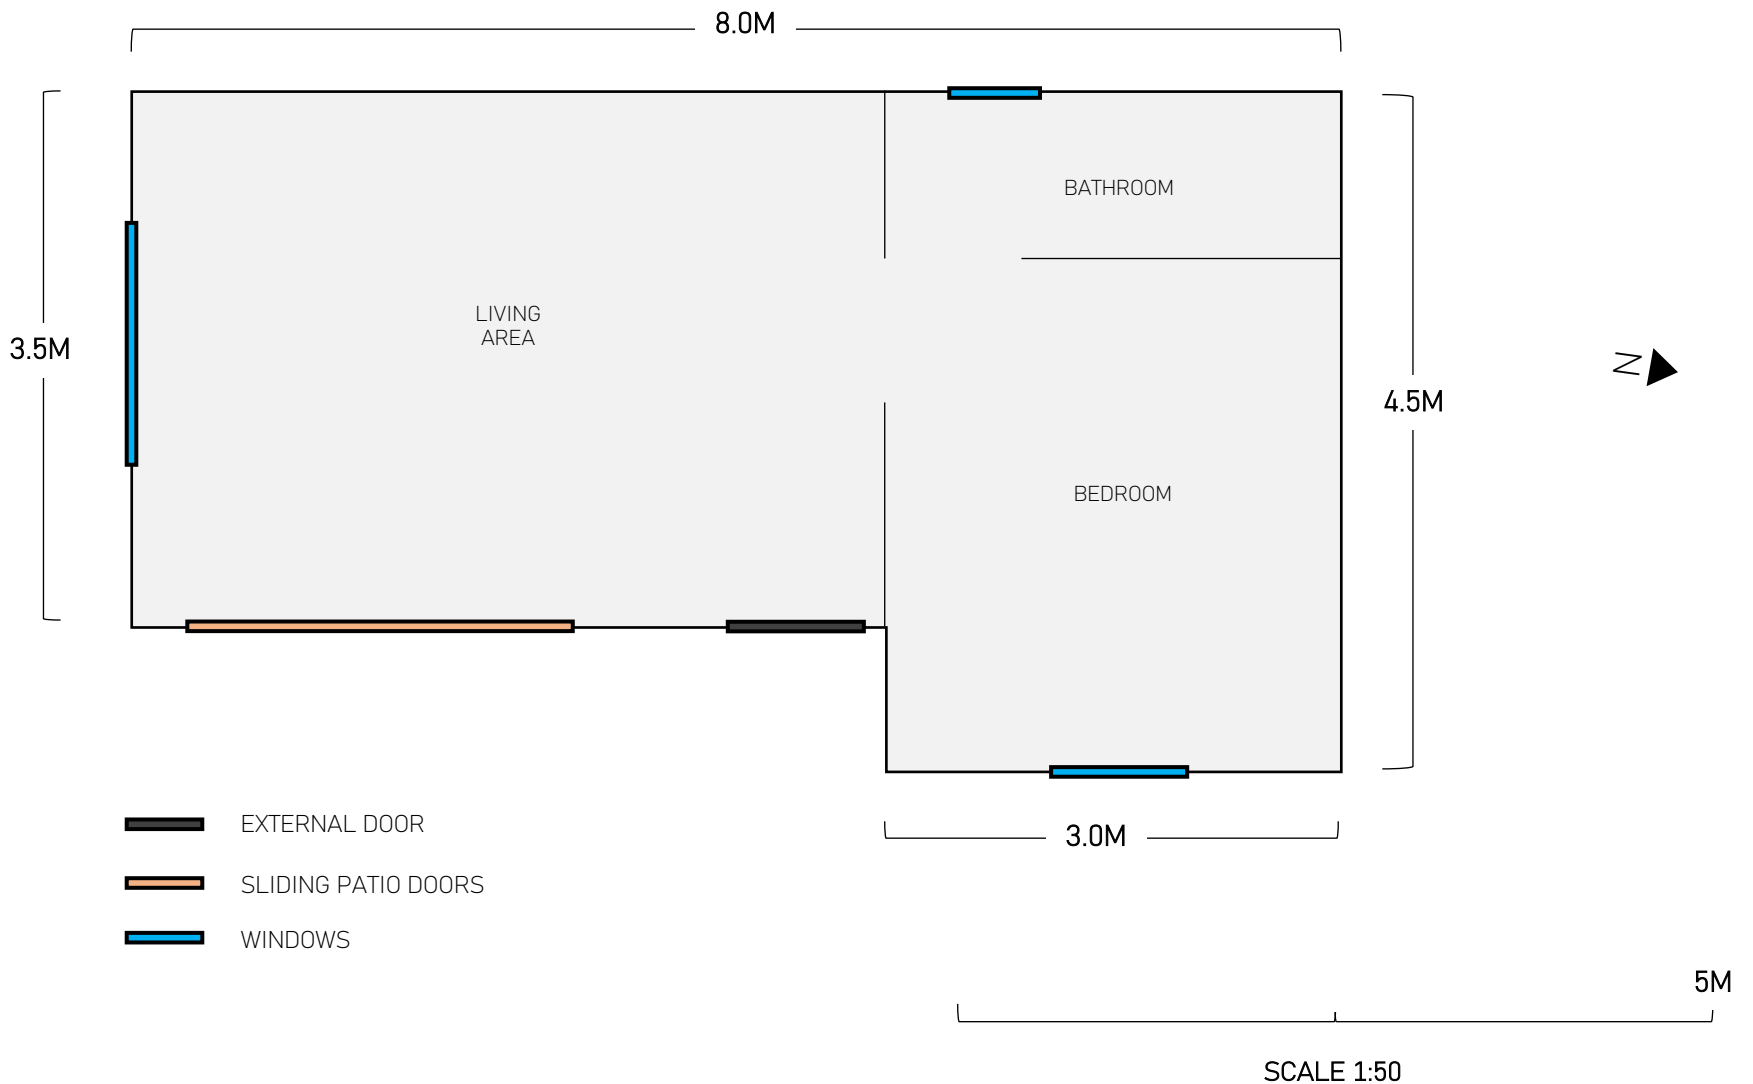 8.0M
BATHROOM
LIVING
AREA
3.5M
N
4.5M
BEDROOM
EXTERNAL DOOR
3.0M
SLIDING PATIO DOORS
WINDOWS
5M
SCALE 1:50